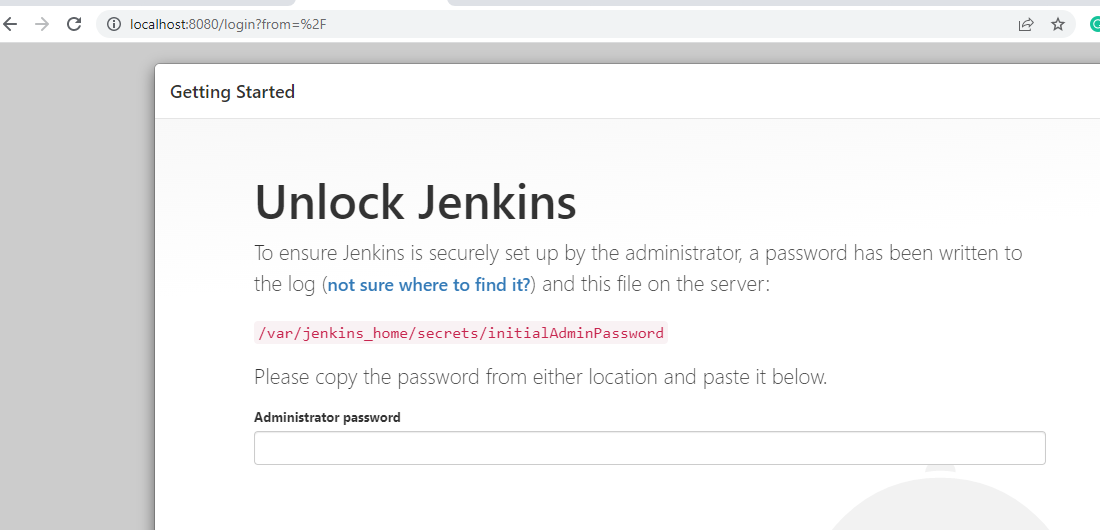 localhost:8080/login?from=%2F
Getting Started
Unlock Jenkins
To ensure Jenkins is securely set up by the administrator, a password has been written to
the log (not sure where to find it?) and this file on the server:
/var/jenkins_home/secrets/initialAdminPassword
Please copy the password from either location and paste it below.
Administrator password